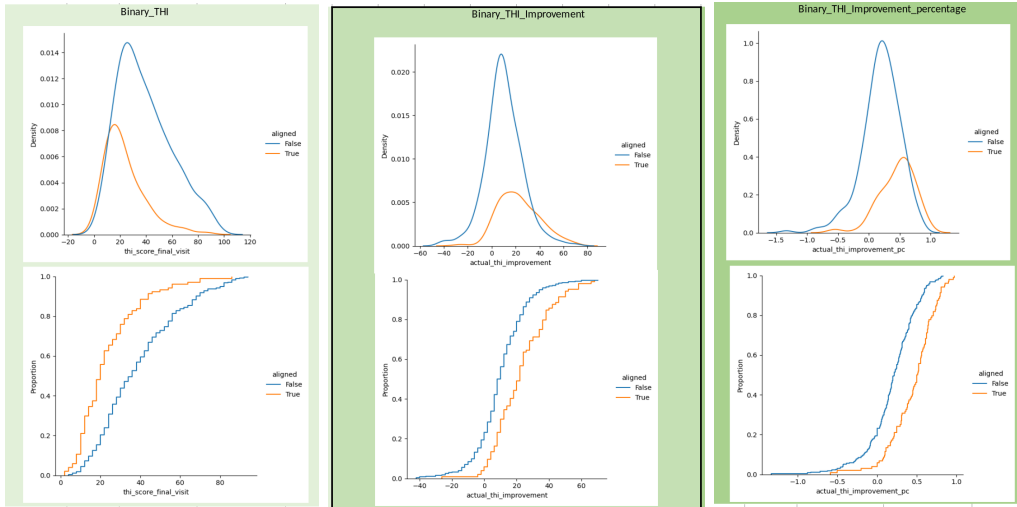 Binary_THI
0.014
0.012
0.010
0.008
0.006
0.004
0.002
0.000
Density
−20 0 20 40 60 80 100 120
thi_score_final_visit
aligned
False
True
1.0
0.8
0.6
0.4
0.2
0.0
Proportion
0 20 40 60 80
thi_score_final_visit
aligned
False
True
Binary_THI_Improvement
0.020
0.015
0.010
0.005
0.000
Density
−60 −40 −20 0 20 40 60 80
actual_thi_improvement
aligned
False
True
1.0
0.8
0.6
0.4
0.2
0.0
Proportion
−40 −20 0 20 40 60
actual_thi_improvement
aligned
False
True
Binary_THI_Improvement_percentage
1.0
0.8
0.6
0.4
0.2
0.0
Density
−1.5 −1.0 −0.5 0.0 0.5 1.0
actual_thi_improvement_pc
aligned
False
True
1.0
0.8
0.6
0.4
0.2
0.0
Proportion
−1.0 −0.5 0.0 0.5 1.0
actual_thi_improvement_pc
aligned
False
True